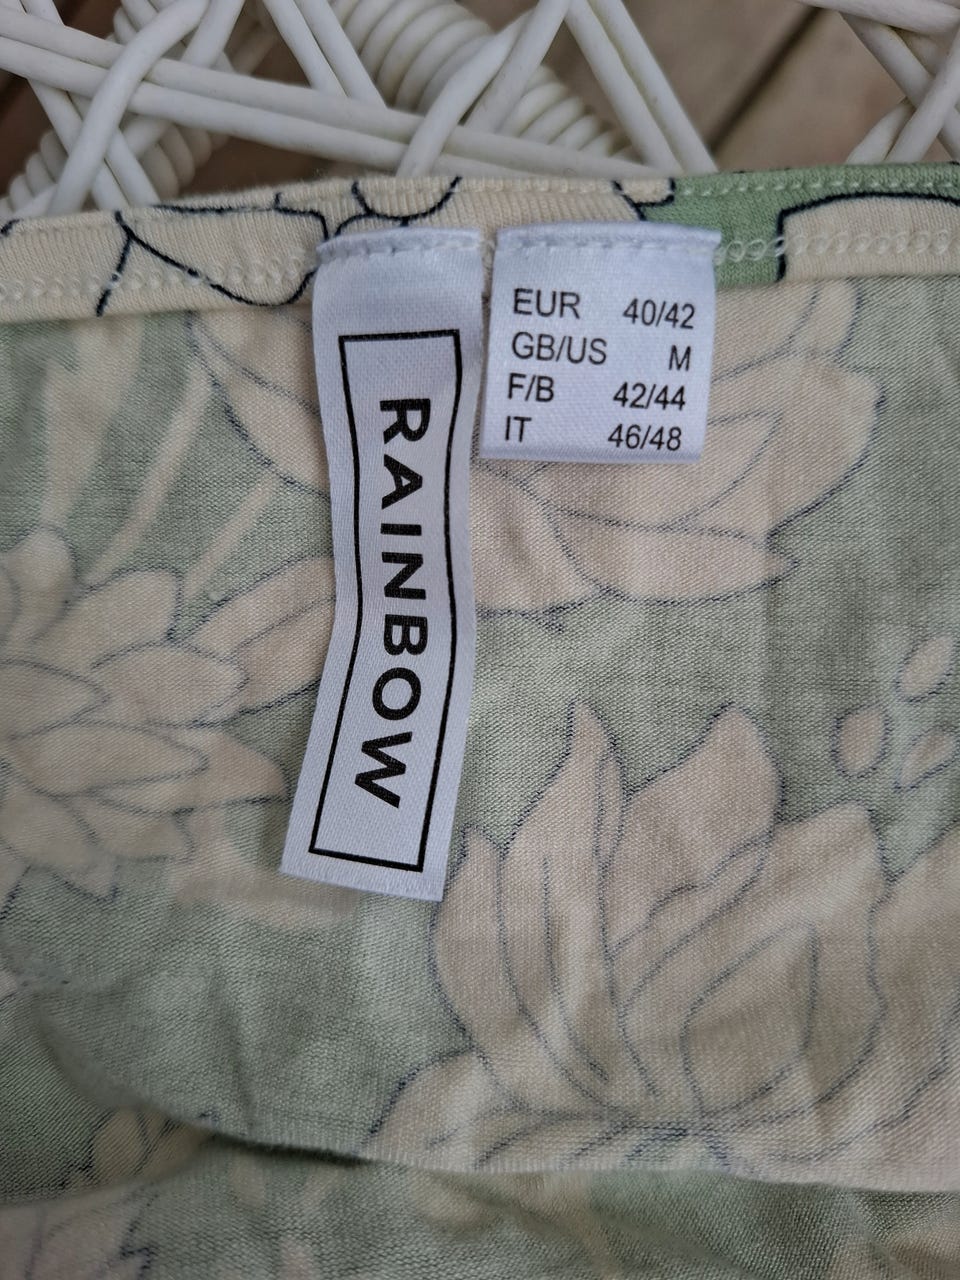 RAINBOW
EUR 40/42
GB/US M
F/B 42/44
IT 46/48